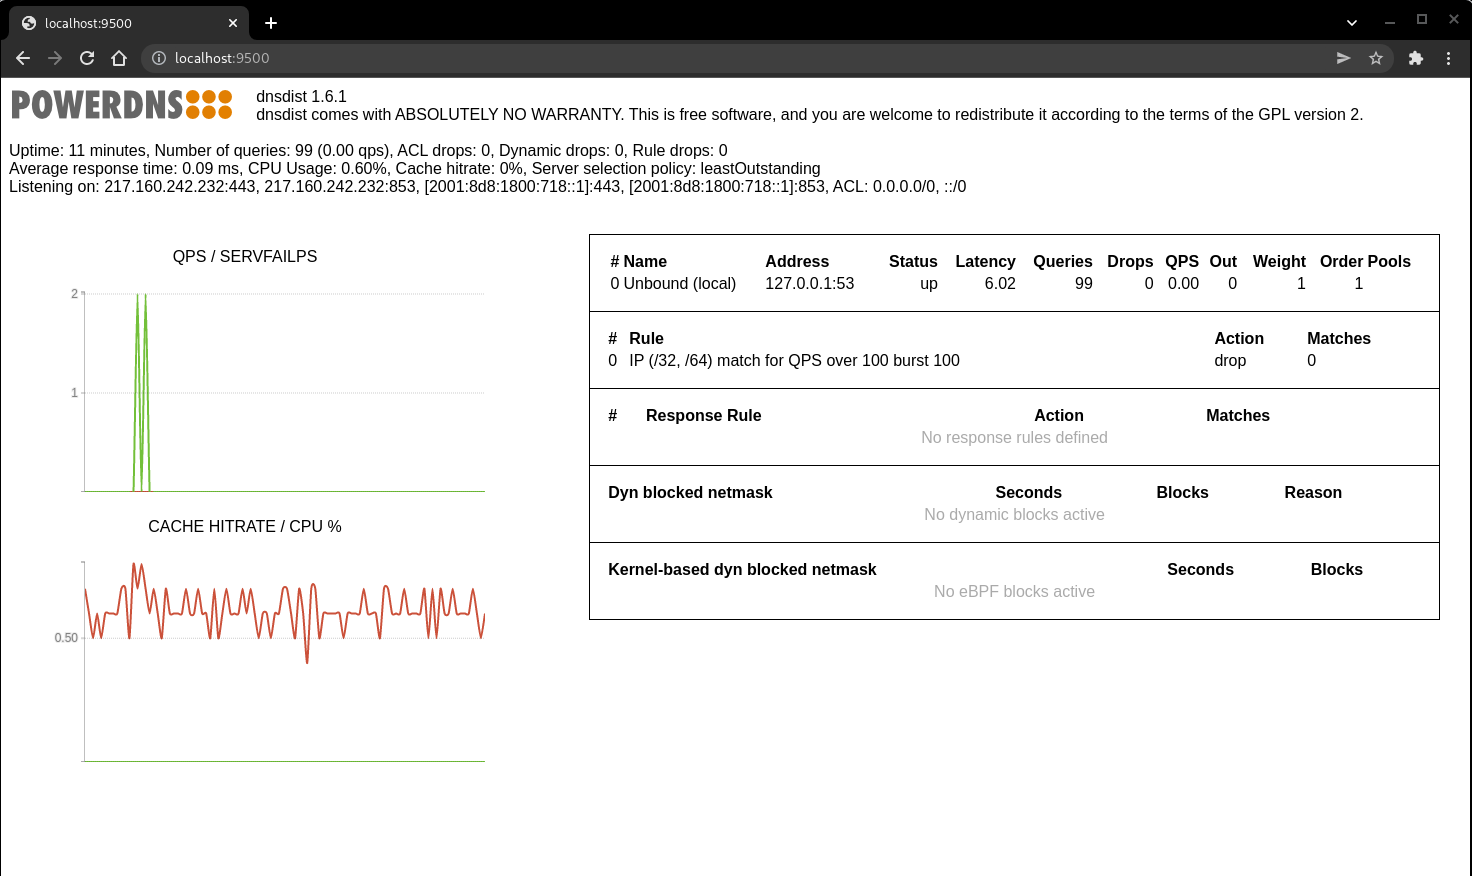 localhost:9500
localhost:9500
POWERDNS
dnsdist 1.6.1
dnsdist comes with ABSOLUTELY NO WARRANTY. This is free software, and you are welcome to redistribute it according to the terms of the GPL version 2.
Uptime: 11 minutes, Number of queries: 99 (0.00 qps), ACL drops: 0, Dynamic drops: 0, Rule drops: 0
Average response time: 0.09 ms, CPU Usage: 0.60%, Cache hitrate: 0%, Server selection policy: leastOutstanding
Listening on: 217.160.242.232:443, 217.160.242.232:853, [2001:8d8:1800:718::1]:443, [2001:8d8:1800:718::1]:853, ACL: 0.0.0.0/0, ::/0
QPS / SERVFAILPS
2
1
CACHE HITRATE / CPU %
0.50
# Name Address Status Latency Queries Drops QPS Out Weight Order Pools
0 Unbound (local) 127.0.0.1:53 up 6.02 99 0 0.00 0 1 1
# Rule Action Matches
0 IP (/32, /64) match for QPS over 100 burst 100 drop 0
# Response Rule Action Matches
No response rules defined
Dyn blocked netmask Seconds Blocks Reason
No dynamic blocks active
Kernel-based dyn blocked netmask Seconds Blocks
No eBPF blocks active